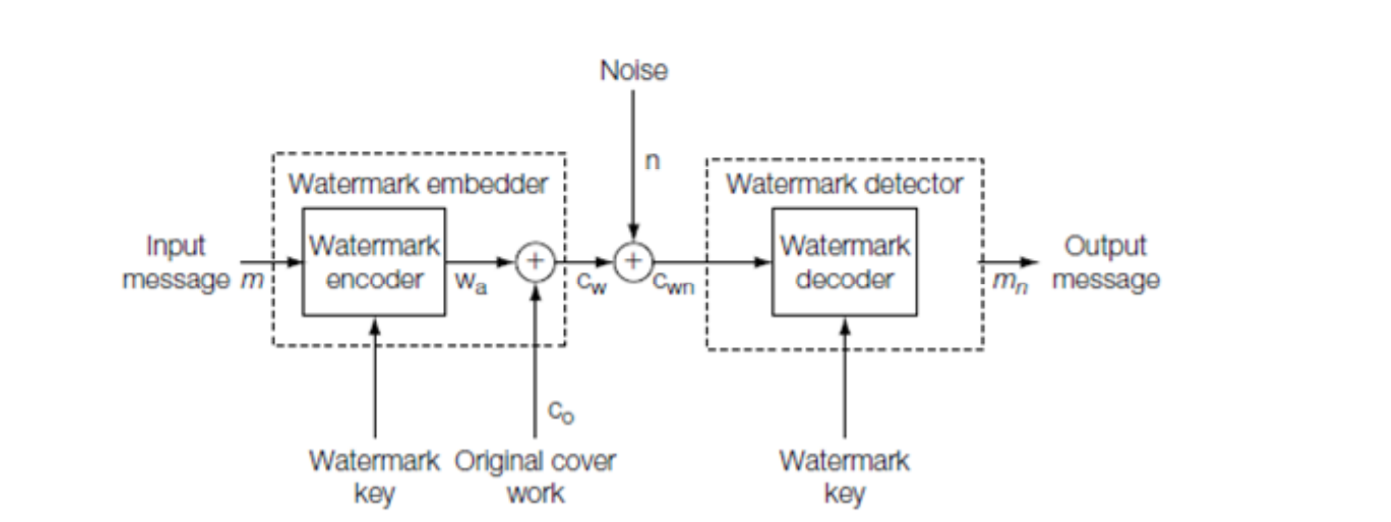 Noise
n
Watermark embedder
Watermark detector
Input
message m
Watermark
encoder
wa
+
cw
+
cwn
Watermark
decoder
mn
Output
message
co
Watermark
key
Original cover
work
Watermark
key